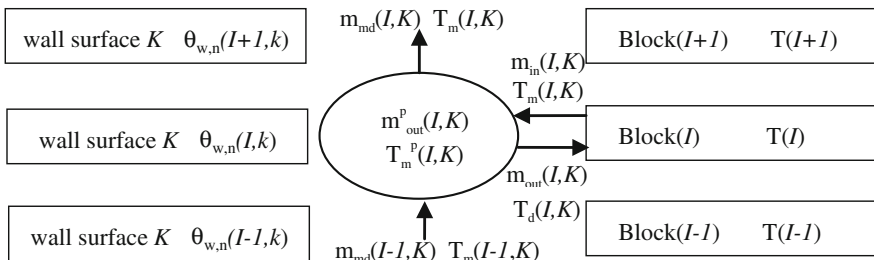 m_md(I,K) T_m(I,K)
wall surface K θ_w,n(I+1,k)
Block(I+1) T(I+1)
m_in(I,K)
T_m(I,K)
wall surface K θ_w,n(I,k)
m^p_out(I,K)
T_m^p(I,K)
Block(I) T(I)
m_out(I,K)
T_d(I,K)
wall surface K θ_w,n(I-1,k)
Block(I-1) T(I-1)
m_md(I-1,K) T_m(I-1,K)